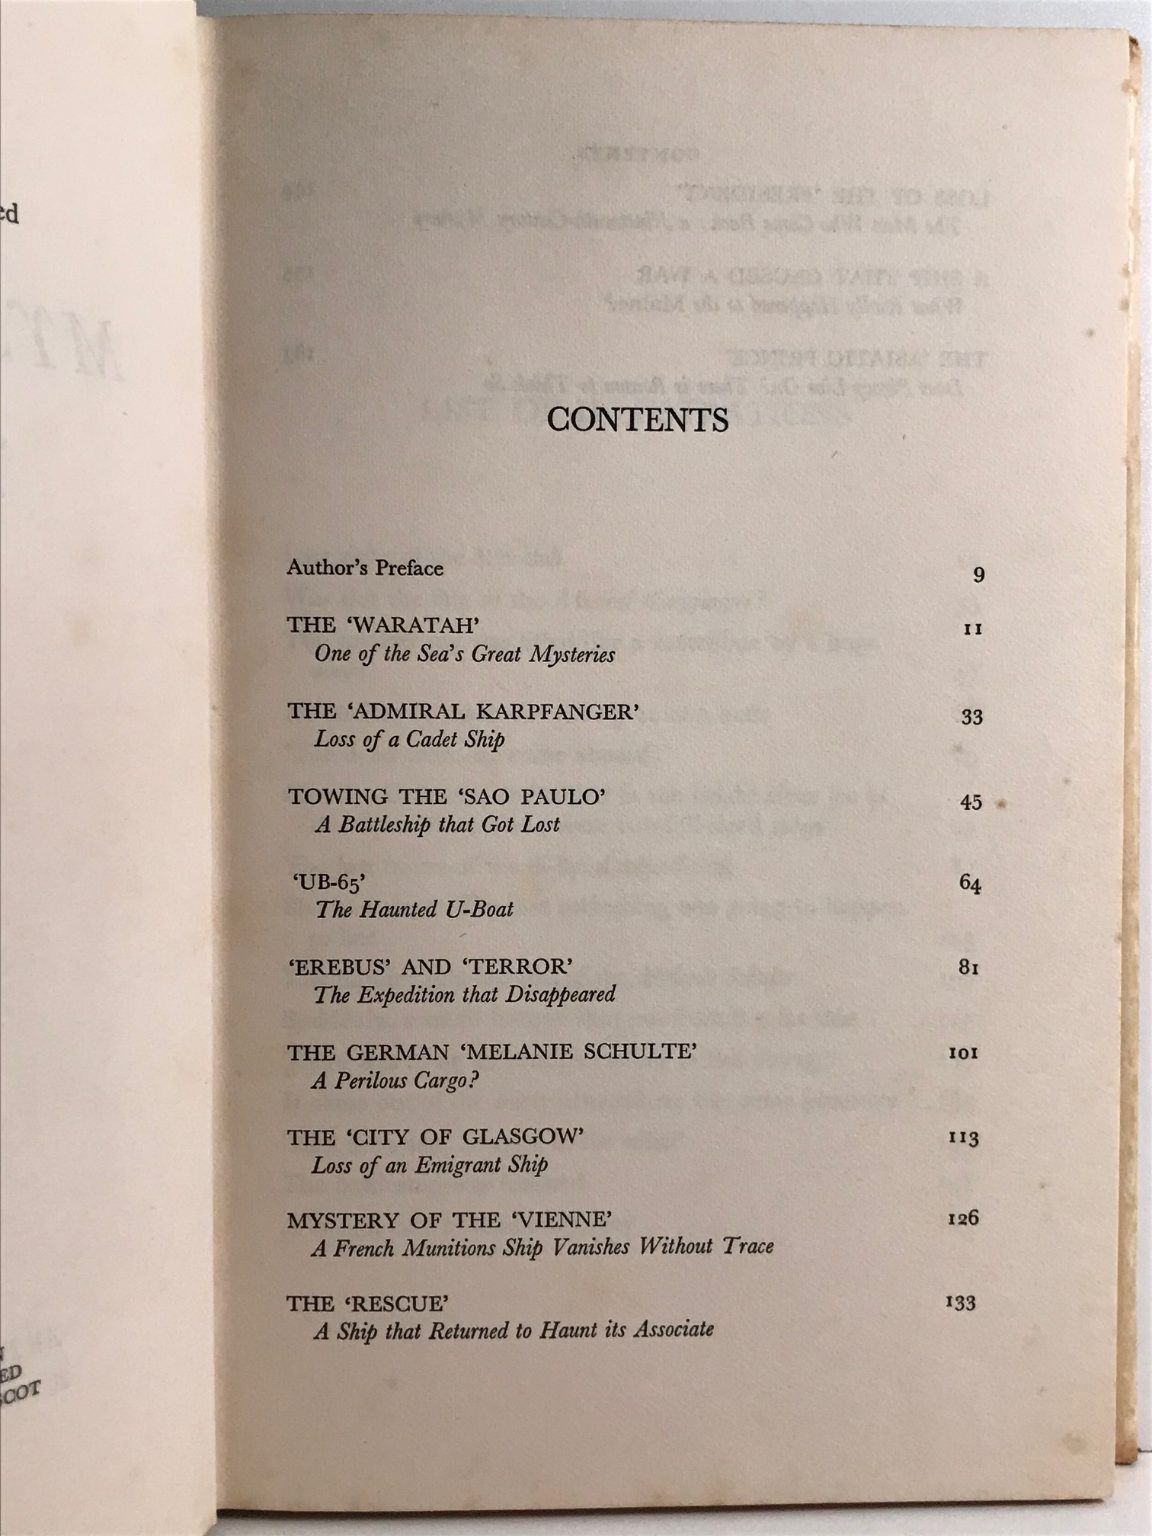 ed
MY
CONTENTS
Author's Preface 9
THE ‘WARATAH’ 11
One of the Sea's Great Mysteries
THE ‘ADMIRAL KARPFANGER’ 33
Loss of a Cadet Ship
TOWING THE ‘SAO PAULO’ 45
A Battleship that Got Lost
‘UB-65’ 64
The Haunted U-Boat
‘EREBUS’ AND ‘TERROR’ 81
The Expedition that Disappeared
THE GERMAN ‘MELANIE SCHULTE’ 101
A Perilous Cargo?
THE ‘CITY OF GLASGOW’ 113
Loss of an Emigrant Ship
MYSTERY OF THE ‘VIENNE’ 126
A French Munitions Ship Vanishes Without Trace
THE ‘RESCUE’ 133
A Ship that Returned to Haunt its Associate
N
ED
SCOT